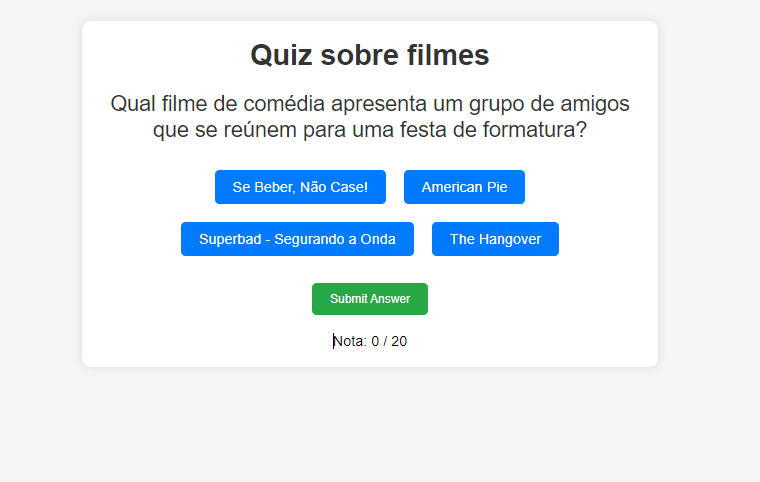 Quiz sobre filmes
Qual filme de comédia apresenta um grupo de amigos
que se reúnem para uma festa de formatura?
Se Beber, Não Case!
American Pie
Superbad - Segurando a Onda
The Hangover
Submit Answer
Nota: 0 / 20